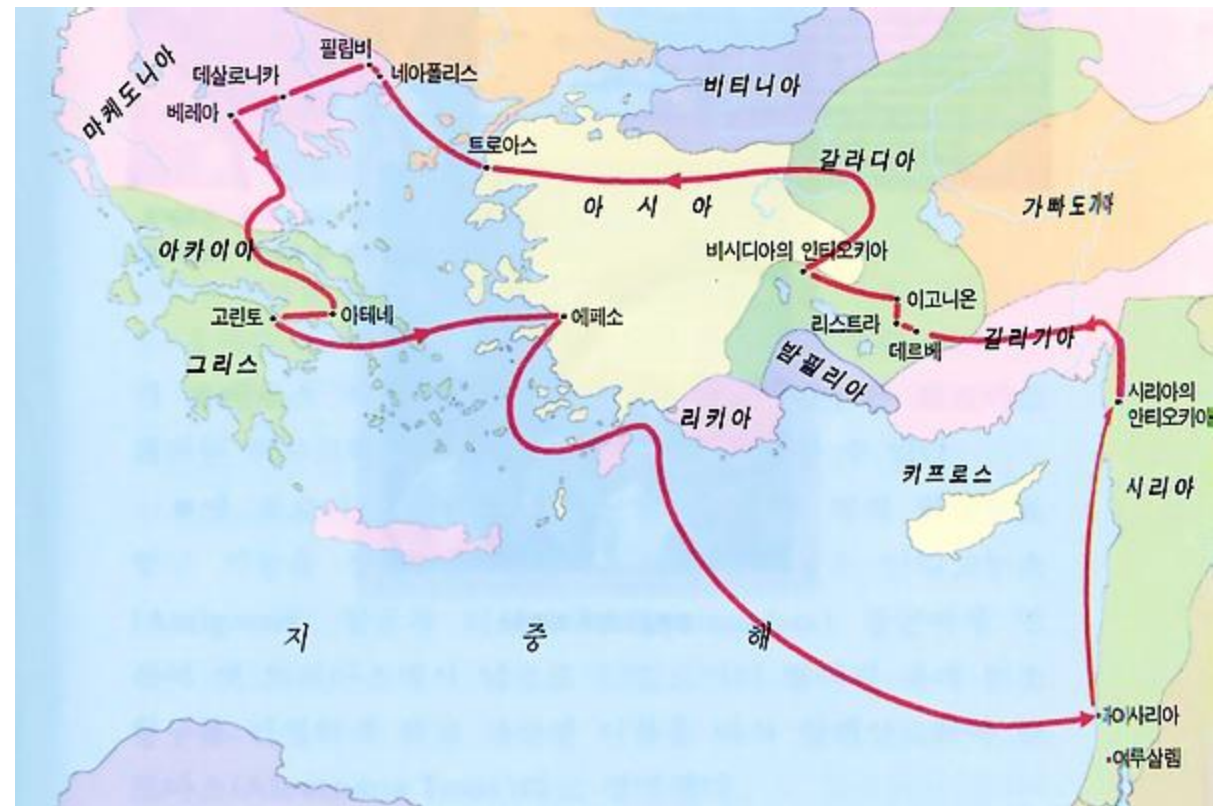 필립비
데살로니카
네아폴리스
베레아
마케도니아
비티니아
트로아스
갈라디아
아 시 아
가빠도끼아
아카이아
비시디아의 안티오키아
고린토
아테네
에페소
이고니온
리스트라
데르베
길리기아
그리스
밤필리아
리키아
시리아의
안티오키아
키프로스
시리아
지 중 해
가이사리아
예루살렘